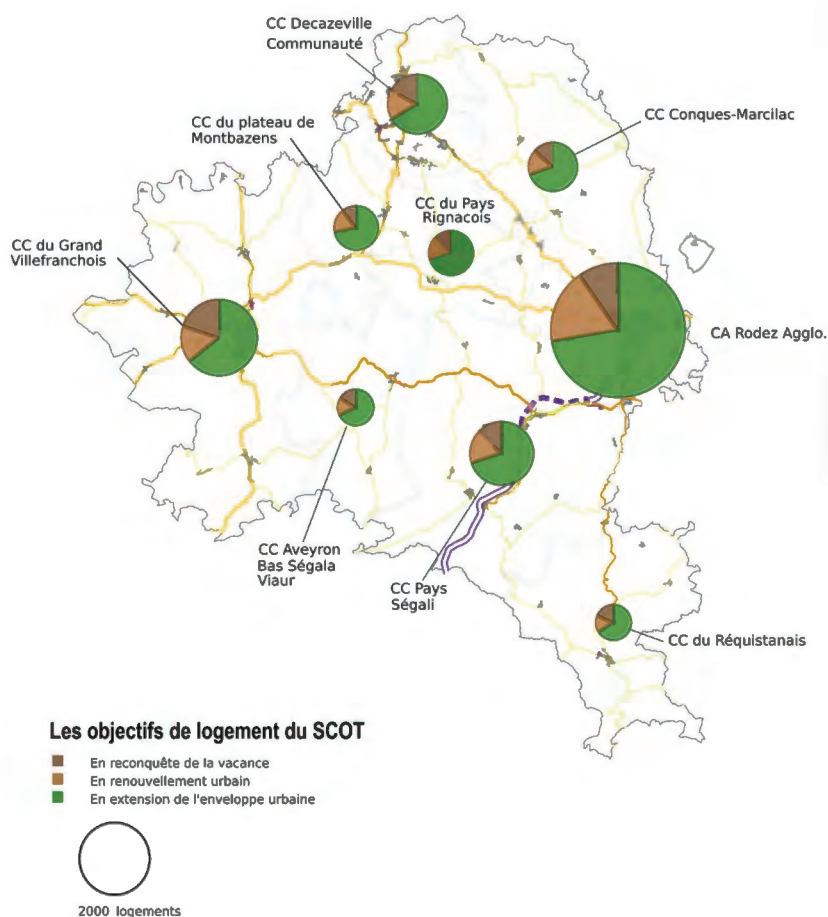 CC Decazeville
Communauté
CC du plateau de
Montbazens
CC Conques-Marcilac
CC du Pays
Rignacois
CC du Grand
Villefranchois
CA Rodez Agglo.
CC Aveyron
Bas Ségala
Viaur
CC Pays
Ségali
CC du Réquistanais
Les objectifs de logement du SCOT
En reconquête de la vacance
En renouvellement urbain
En extension de l'enveloppe urbaine
2000 logements